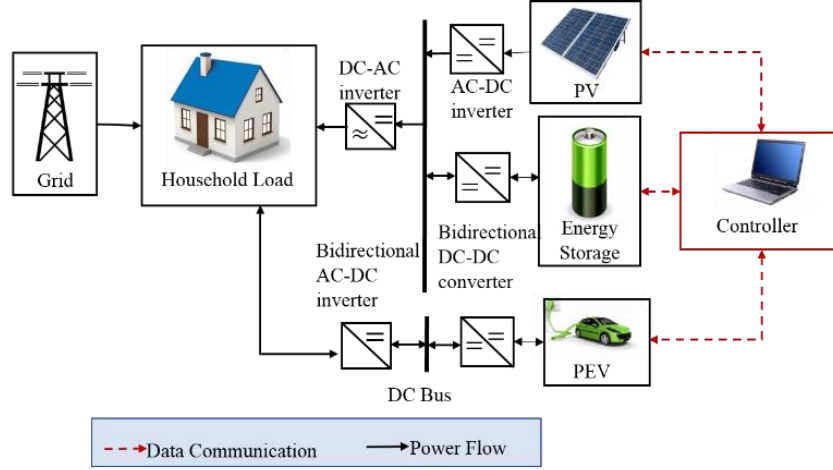 DC-AC
inverter
AC-DC
inverter
PV
Grid
Household Load
Energy
Storage
Controller
Bidirectional
AC-DC
inverter
Bidirectional
DC-DC
converter
PEV
DC Bus
Data Communication
Power Flow